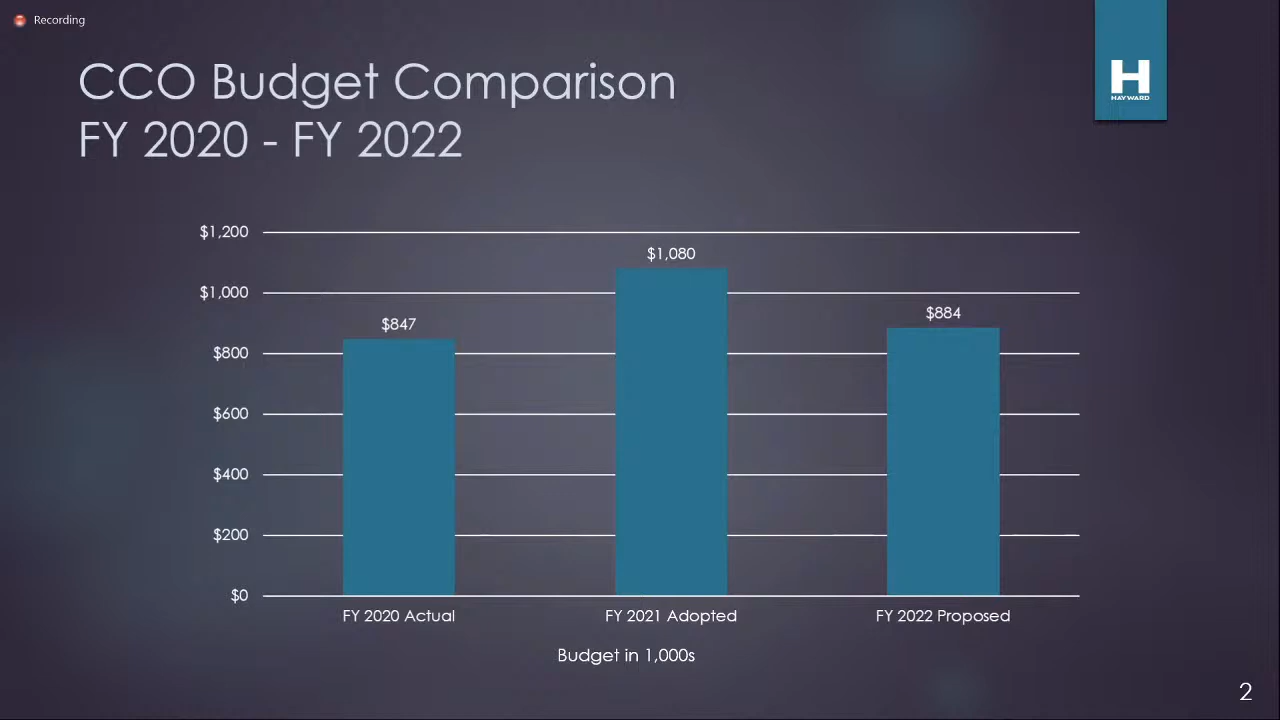 Recording
CCO Budget Comparison
FY 2020 - FY 2022
H
HAYWARD
$1,200
$1,080
$1,000
$884
$847
$800
$600
$400
$200
$0
FY 2020 Actual
FY 2021 Adopted
FY 2022 Proposed
Budget in 1,000s
2